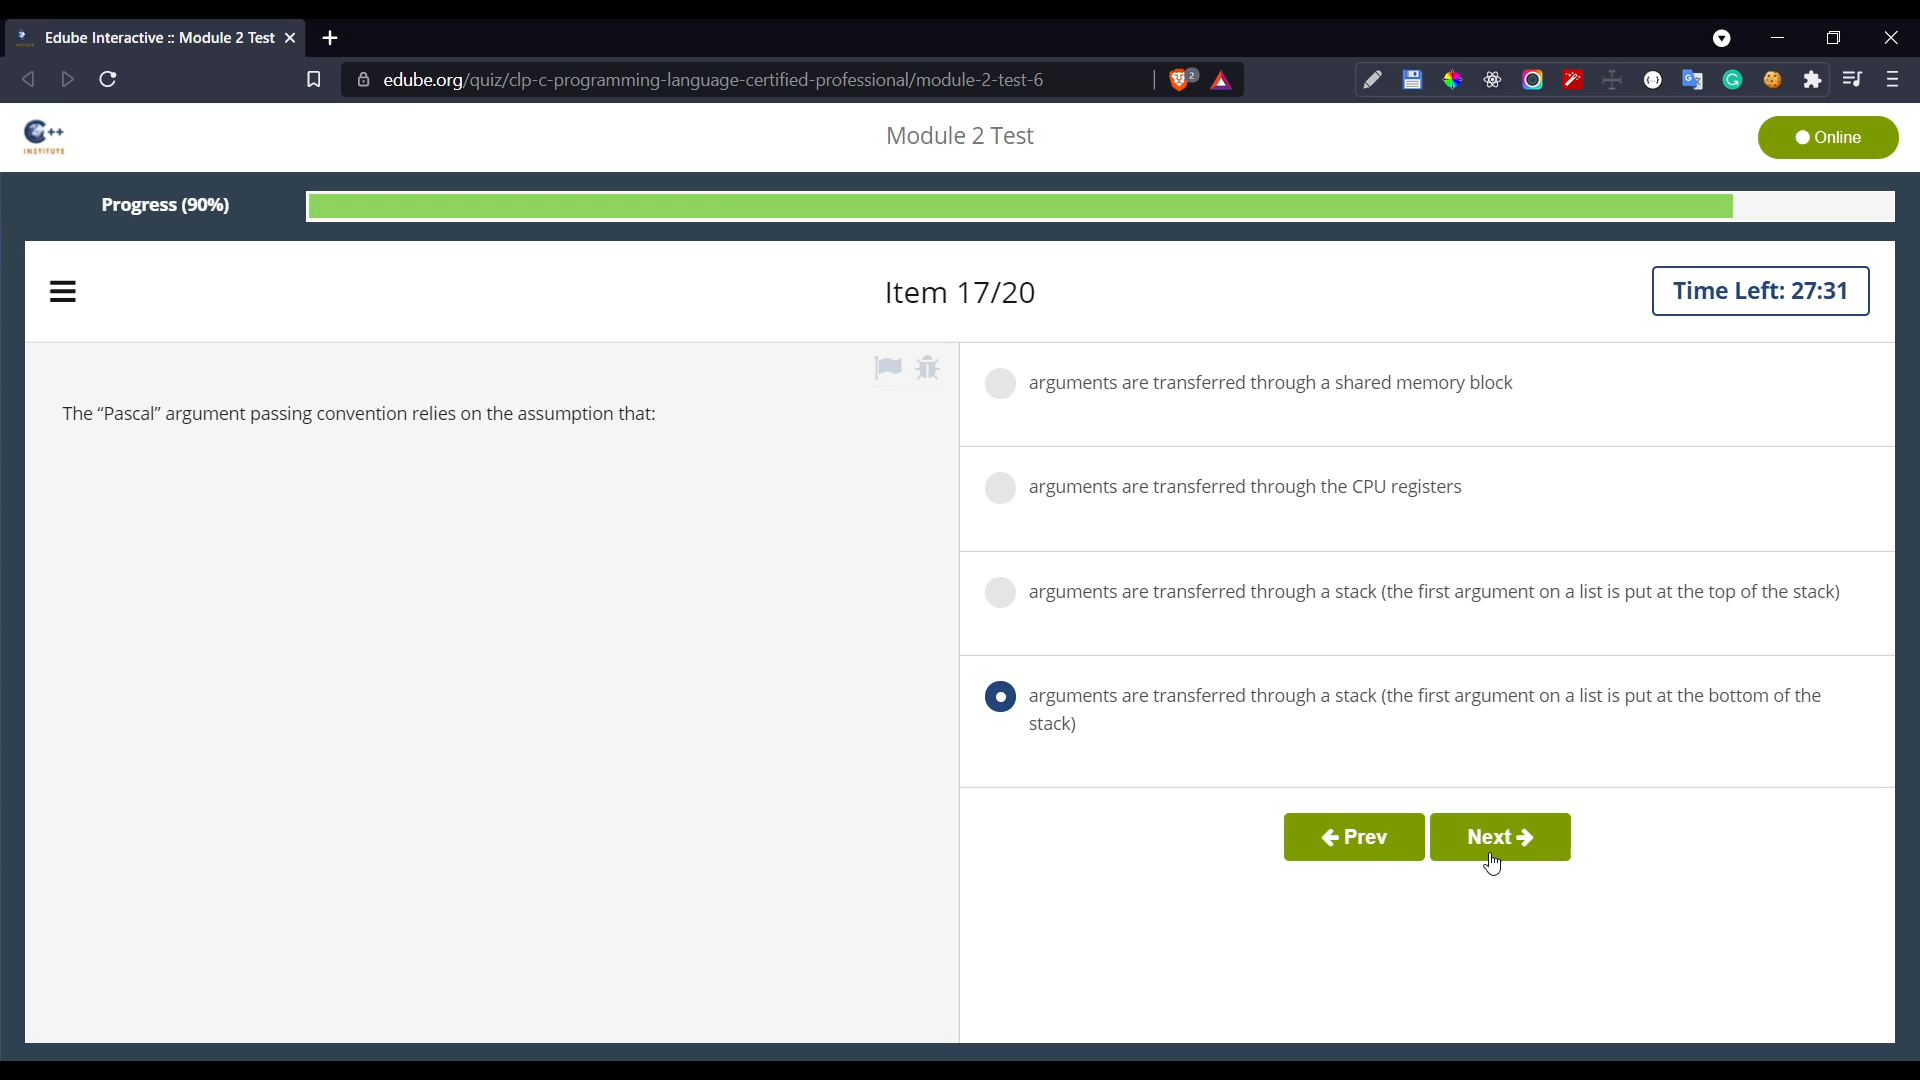 Edube Interactive :: Module 2 Test
edube.org/quiz/clp-c-programming-language-certified-professional/module-2-test-6
2
C++
INSTITUTE
Module 2 Test
Online
Progress (90%)
Item 17/20
Time Left: 27:31
The “Pascal” argument passing convention relies on the assumption that:
arguments are transferred through a shared memory block
arguments are transferred through the CPU registers
arguments are transferred through a stack (the first argument on a list is put at the top of the stack)
arguments are transferred through a stack (the first argument on a list is put at the bottom of the
stack)
Prev
Next